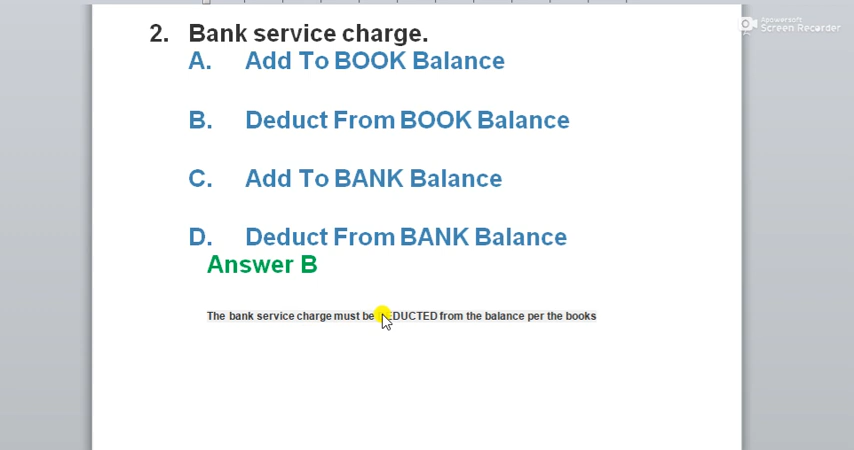 2. Bank service charge.
A. Add To BOOK Balance
B. Deduct From BOOK Balance
C. Add To BANK Balance
D. Deduct From BANK Balance
Answer B
The bank service charge must be DEDUCTED from the balance per the books
Apowersoft
Screen Recorder